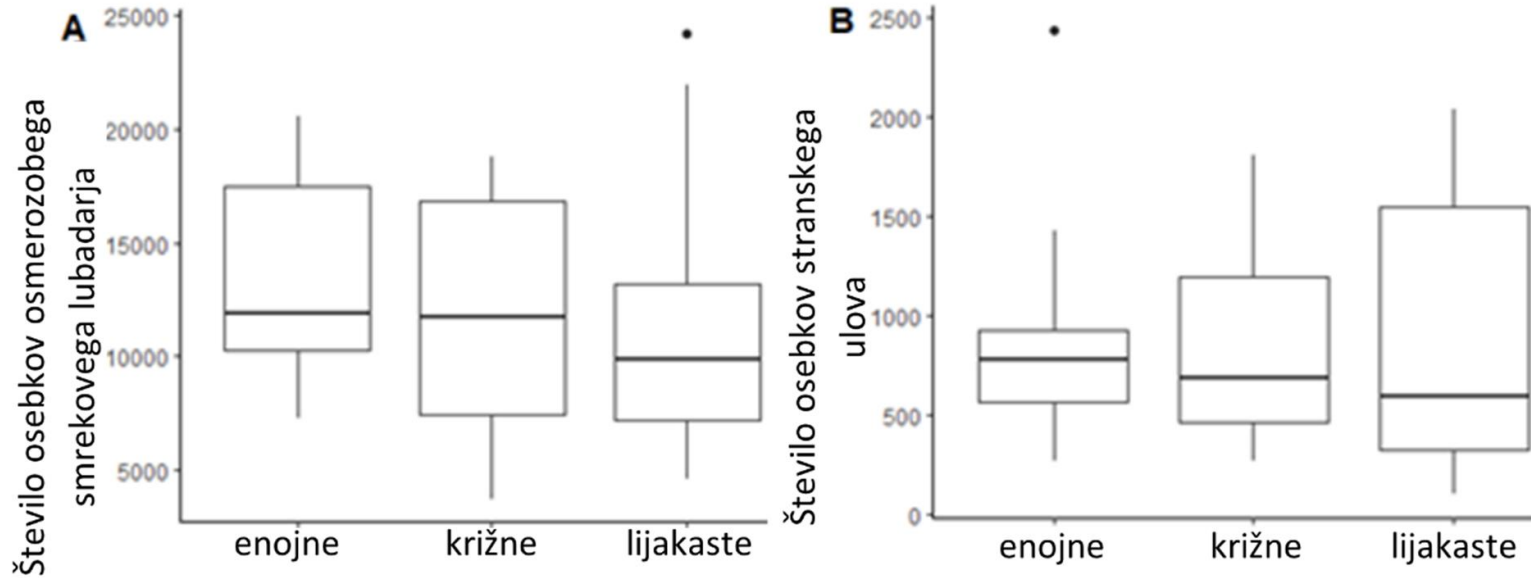 A
Število osebkov osmerozobega
smrekovega lubadarja
25000
20000
15000
10000
5000
enojne
križne
lijakaste
B
Število osebkov stranskega
ulova
2500
2000
1500
1000
500
0
enojne
križne
lijakaste